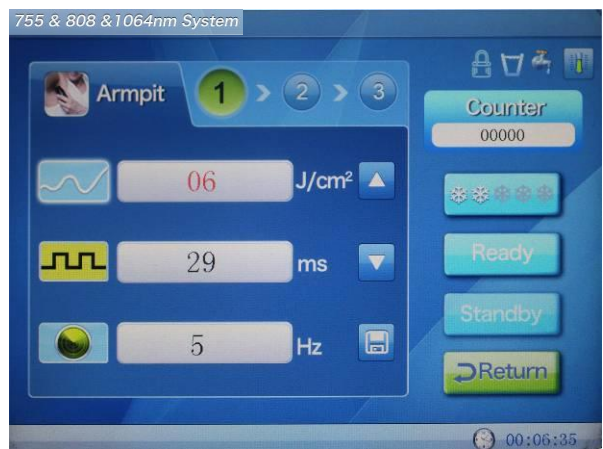 755 & 808 &1064nm System
Armpit
1 > 2 > 3
Counter
00000
06 J/cm²
29 ms
Ready
Standby
5 Hz
Return
00:06:35